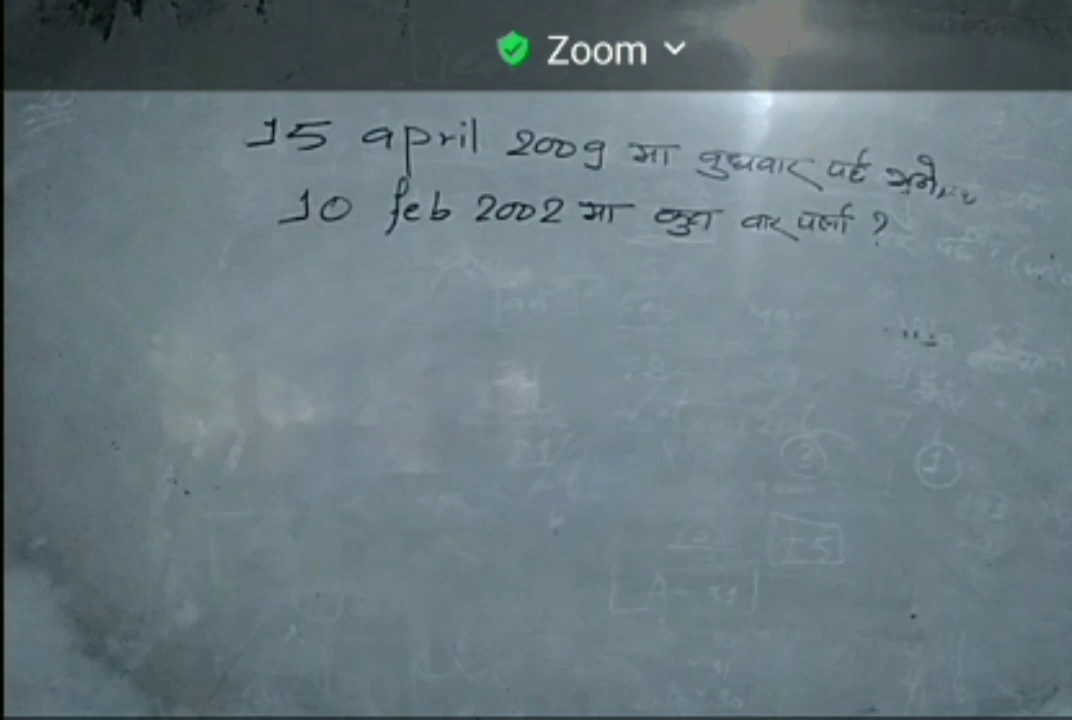 Zoom
15 april 2009 मा बुधवार पर्छ भने,
10 feb 2002 मा कुन वार पर्ला ?